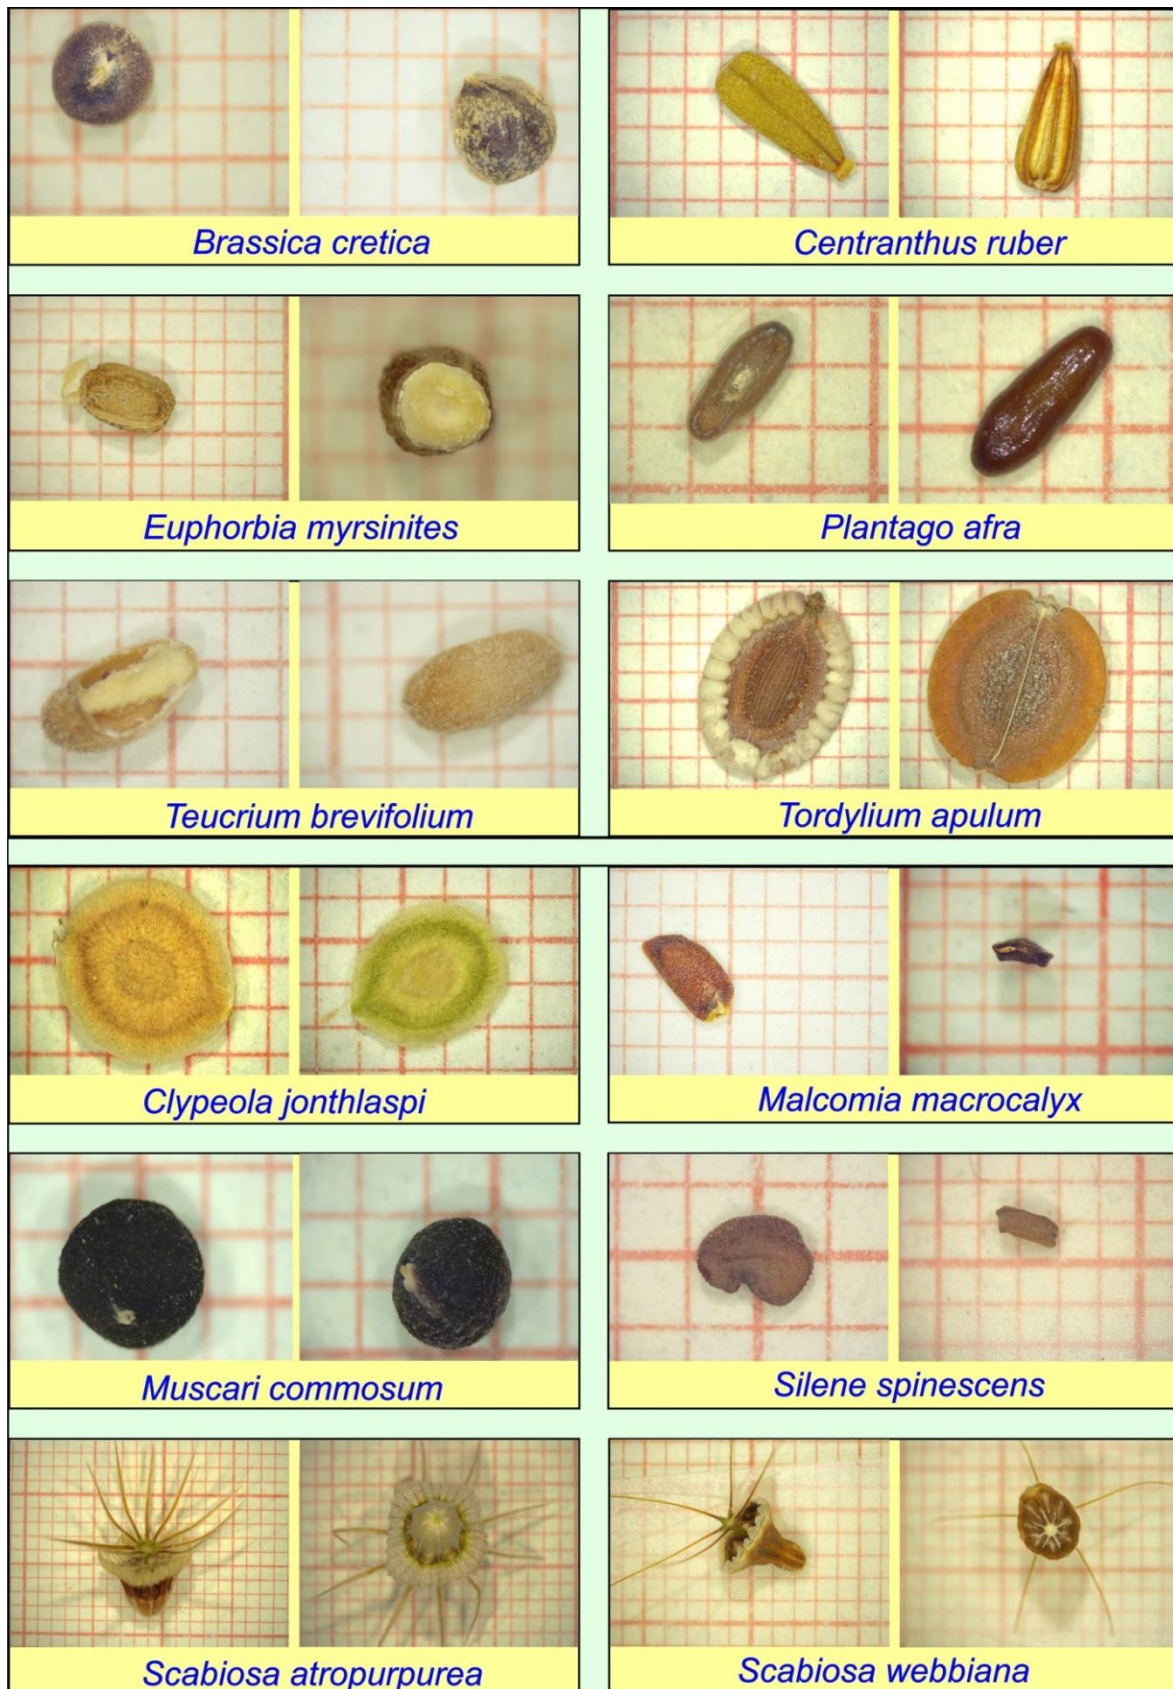 Brassica cretica
Centranthus ruber
Euphorbia myrsinites
Plantago afra
Teucrium brevifolium
Tordylium apulum
Clypeola jonthlaspi
Malcomia macrocalyx
Muscari commosum
Silene spinescens
Scabiosa atropurpurea
Scabiosa webbiana